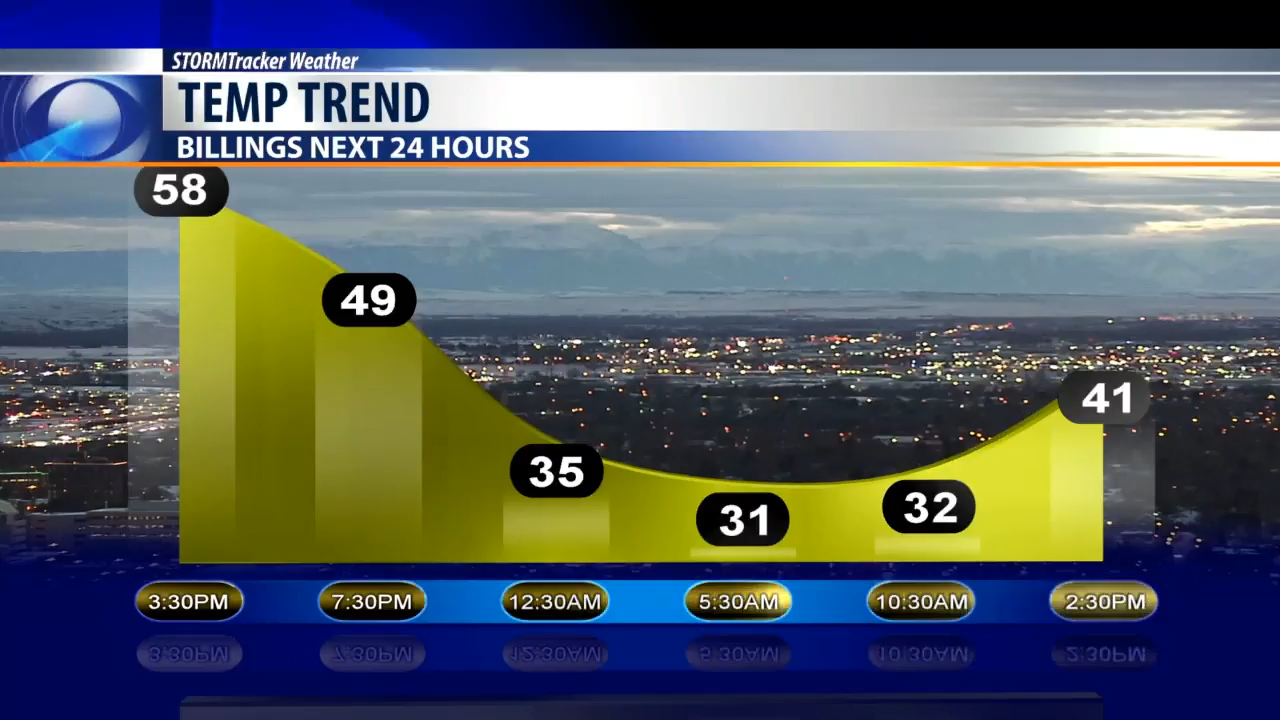 STORMTracker Weather
TEMP TREND
BILLINGS NEXT 24 HOURS
58
49
35
31
32
41
3:30PM 7:30PM 12:30AM 5:30AM 10:30AM 2:30PM